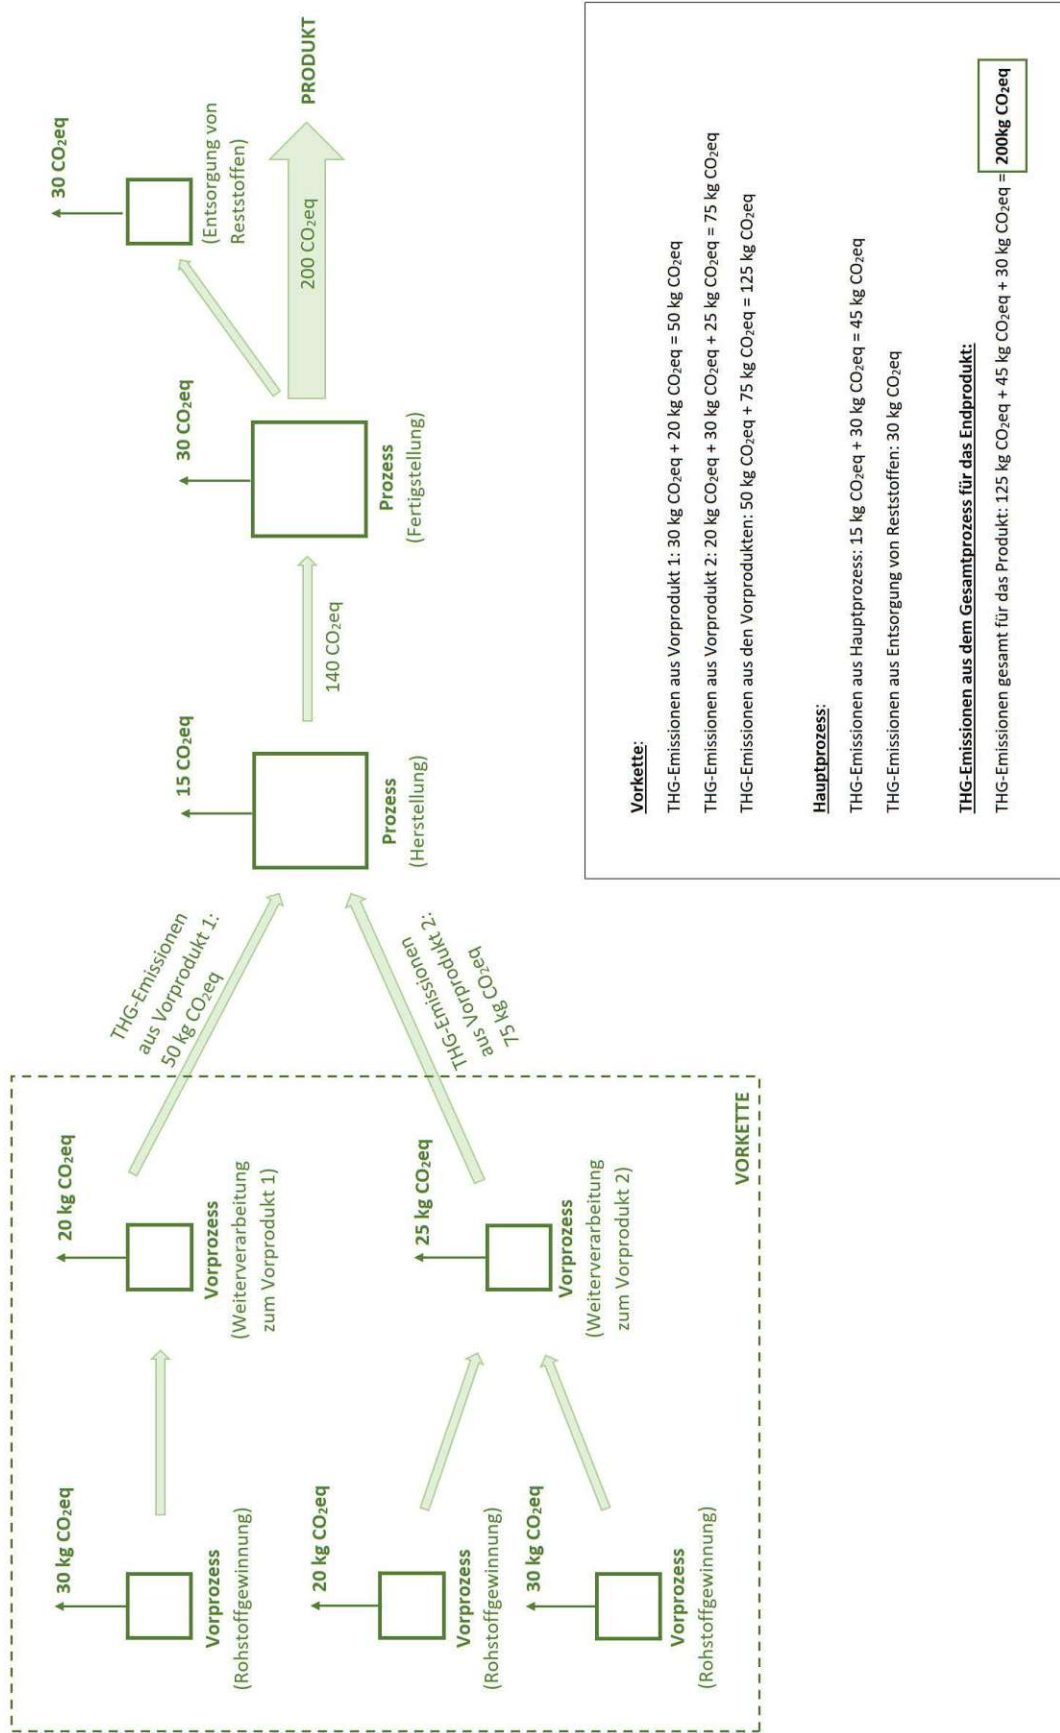 30 kg CO₂eq
Vorprozess
(Rohstoffgewinnung)
20 kg CO₂eq
Vorprozess
(Weiterverarbeitung
zum Vorprodukt 1)
20 kg CO₂eq
Vorprozess
(Rohstoffgewinnung)
30 kg CO₂eq
Vorprozess
(Rohstoffgewinnung)
25 kg CO₂eq
Vorprozess
(Weiterverarbeitung
zum Vorprodukt 2)
VORKETTE
THG-Emissionen
aus Vorprodukt 1:
50 kg CO₂eq
THG-Emissionen
aus Vorprodukt 2:
75 kg CO₂eq
15 CO₂eq
Prozess
(Herstellung)
140 CO₂eq
30 CO₂eq
Prozess
(Fertigstellung)
30 CO₂eq
(Entsorgung von
Reststoffen)
200 CO₂eq
PRODUKT
Vorkette:
THG-Emissionen aus Vorprodukt 1: 30 kg CO₂eq + 20 kg CO₂eq = 50 kg CO₂eq
THG-Emissionen aus Vorprodukt 2: 20 kg CO₂eq + 30 kg CO₂eq + 25 kg CO₂eq = 75 kg CO₂eq
THG-Emissionen aus den Vorprodukten: 50 kg CO₂eq + 75 kg CO₂eq = 125 kg CO₂eq
Hauptprozess:
THG-Emissionen aus Hauptprozess: 15 kg CO₂eq + 30 kg CO₂eq = 45 kg CO₂eq
THG-Emissionen aus Entsorgung von Reststoffen: 30 kg CO₂eq
THG-Emissionen aus dem Gesamtprozess für das Endprodukt:
THG-Emissionen gesamt für das Produkt: 125 kg CO₂eq + 45 kg CO₂eq + 30 kg CO₂eq = 200kg CO₂eq